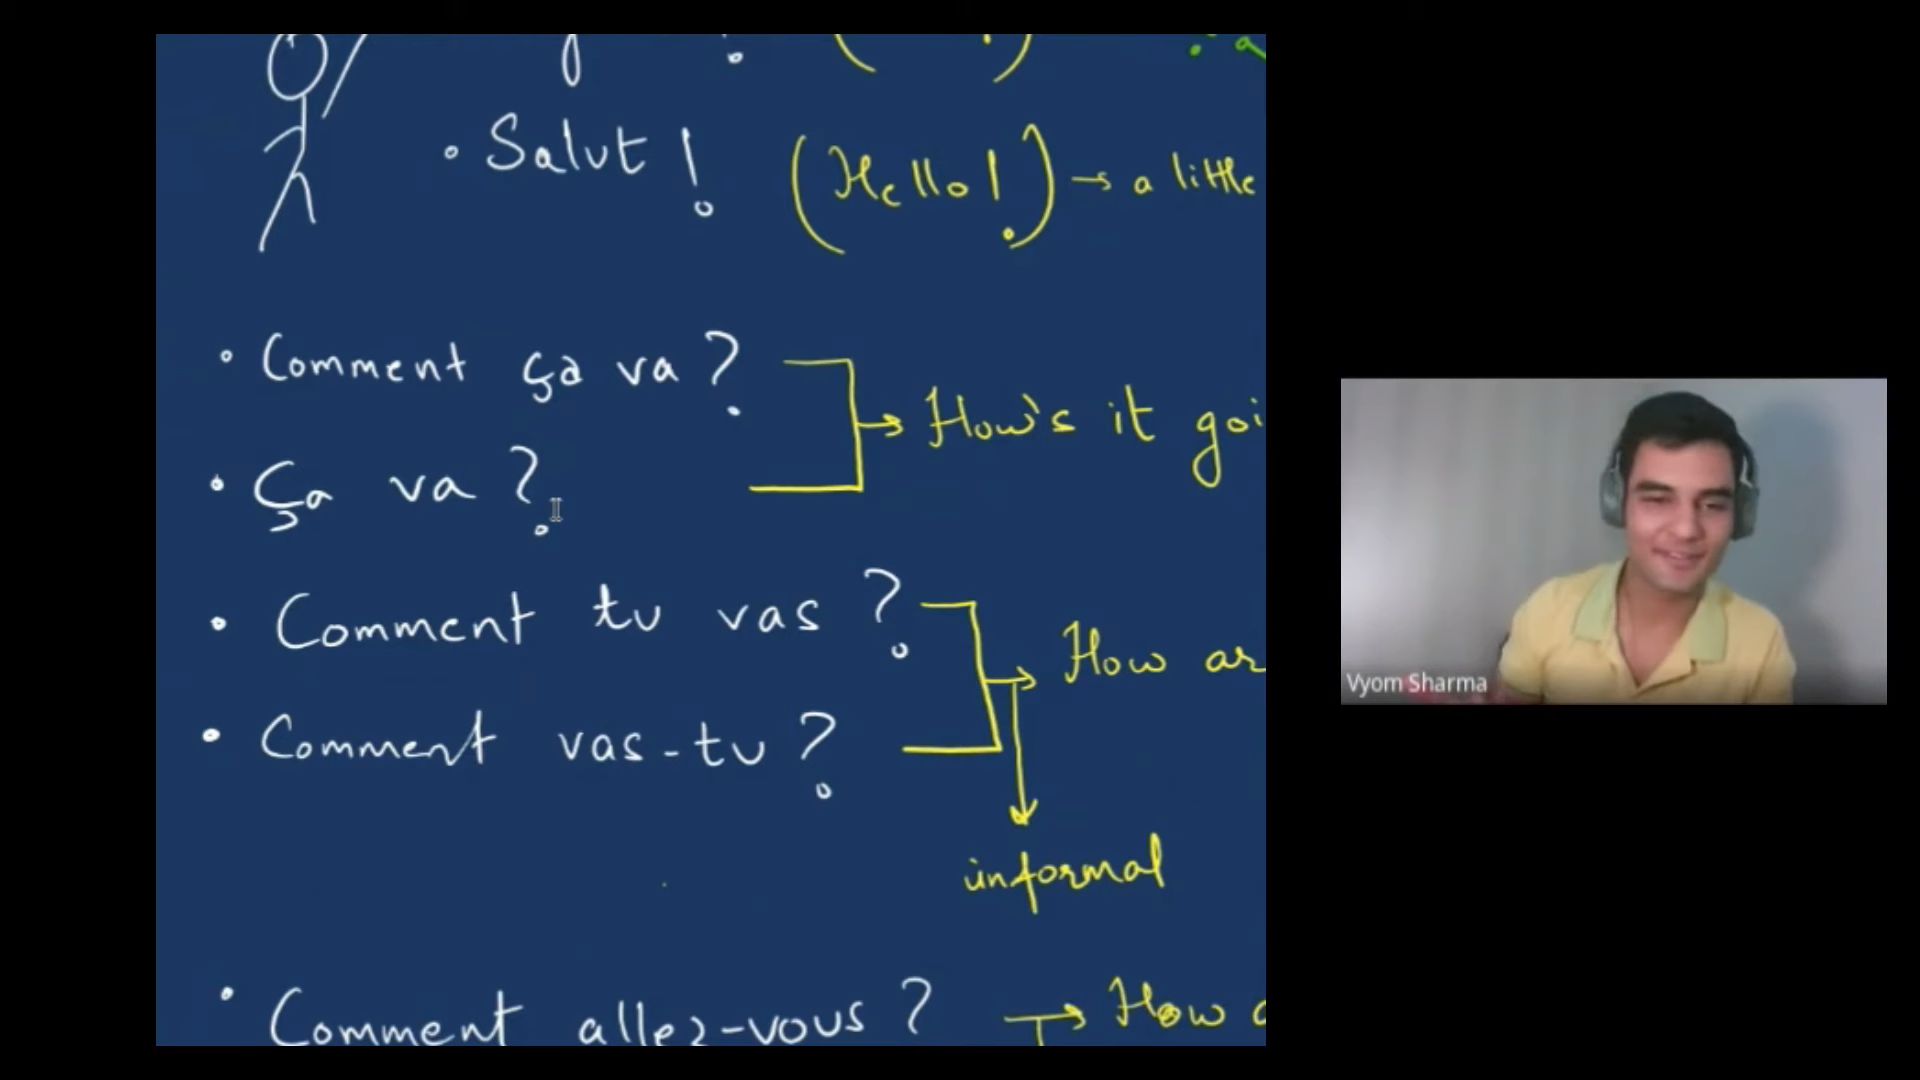 • Salut ! (Hello!) → a little
• Comment ça va ? → How's it goi
• Ça va ?
• Comment tu vas ? → How ar
• Comment vas-tu ?
informal
• Comment allez-vous ? → How
Vyom Sharma